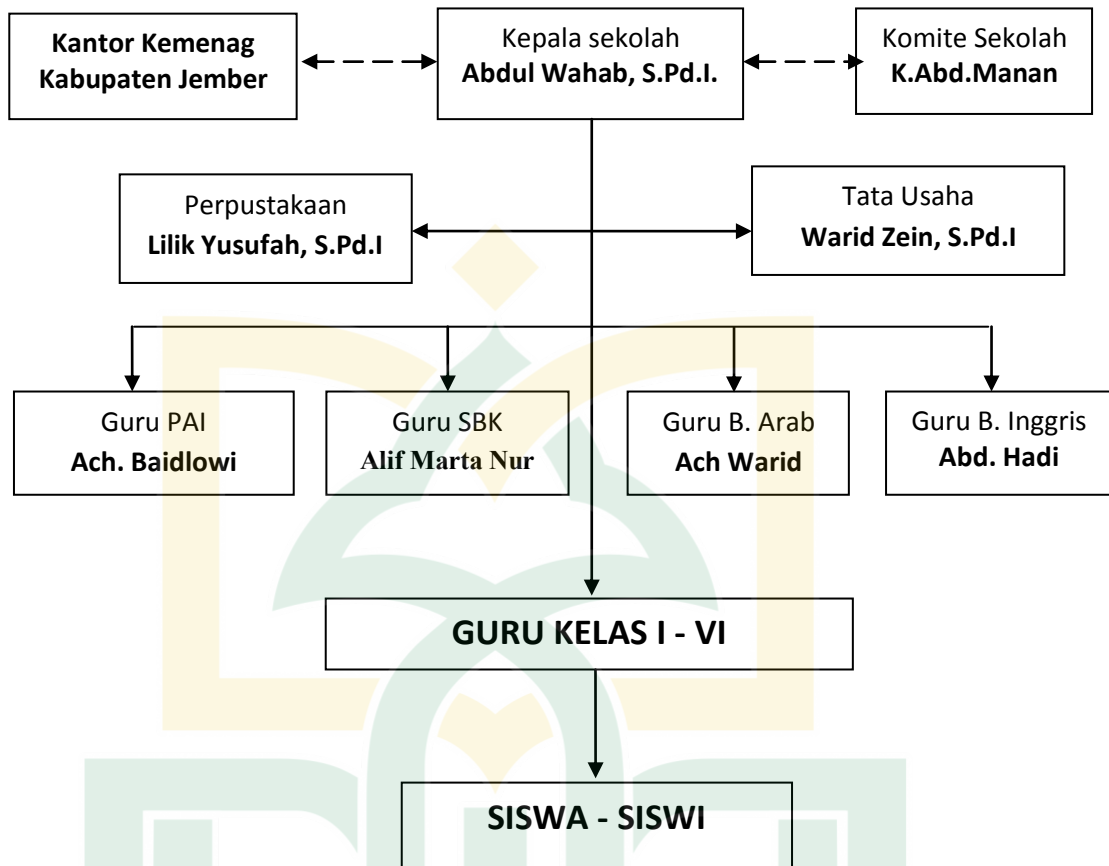 Kantor Kemenag
Kabupaten Jember
Kepala sekolah
Abdul Wahab, S.Pd.I.
Komite Sekolah
K.Abd.Manan
Perpustakaan
Lilik Yusufah, S.Pd.I
Tata Usaha
Warid Zein, S.Pd.I
Guru PAI
Ach. Baidlowi
Guru SBK
Alif Marta Nur
Guru B. Arab
Ach Warid
Guru B. Inggris
Abd. Hadi
GURU KELAS I - VI
SISWA - SISWI